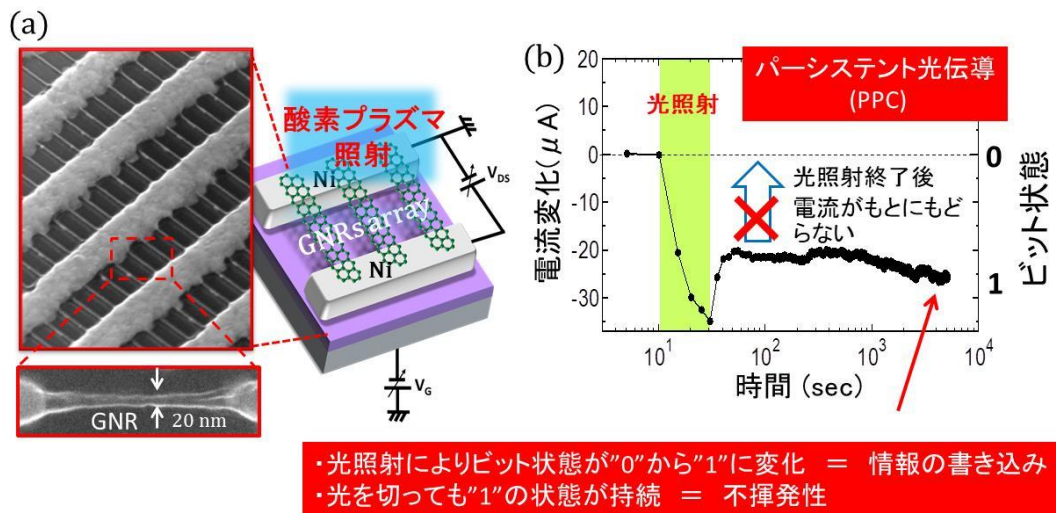 (a)
酸素プラズマ
照射
Ni
GNRs array
Ni
V_DS
V_G
GNR
20 nm
(b)
パーシステント光伝導
(PPC)
光照射
電流変化(μA)
20
10
0
-10
-20
-30
光照射終了後
電流がもとにもど
らない
0
1
ビット状態
10^1
10^2
10^3
10^4
時間 (sec)
・光照射によりビット状態が"0"から"1"に変化 = 情報の書き込み
・光を切っても"1"の状態が持続 = 不揮発性